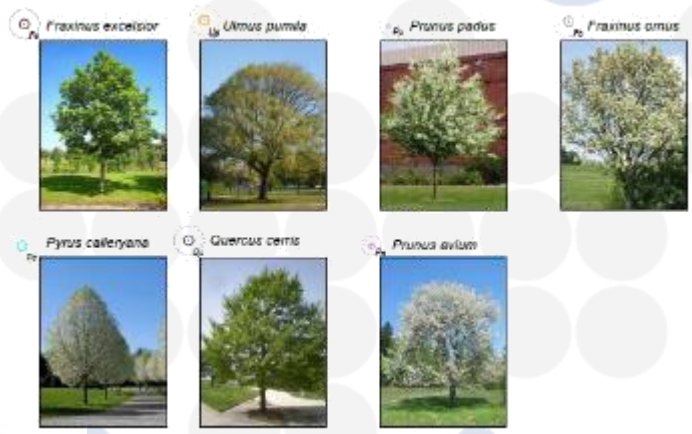 Fraxinus excelsior
Ulmus pumila
Prunus padus
Fraxinus ornus
Pyrus calleryana
Quercus cerris
Prunus avium